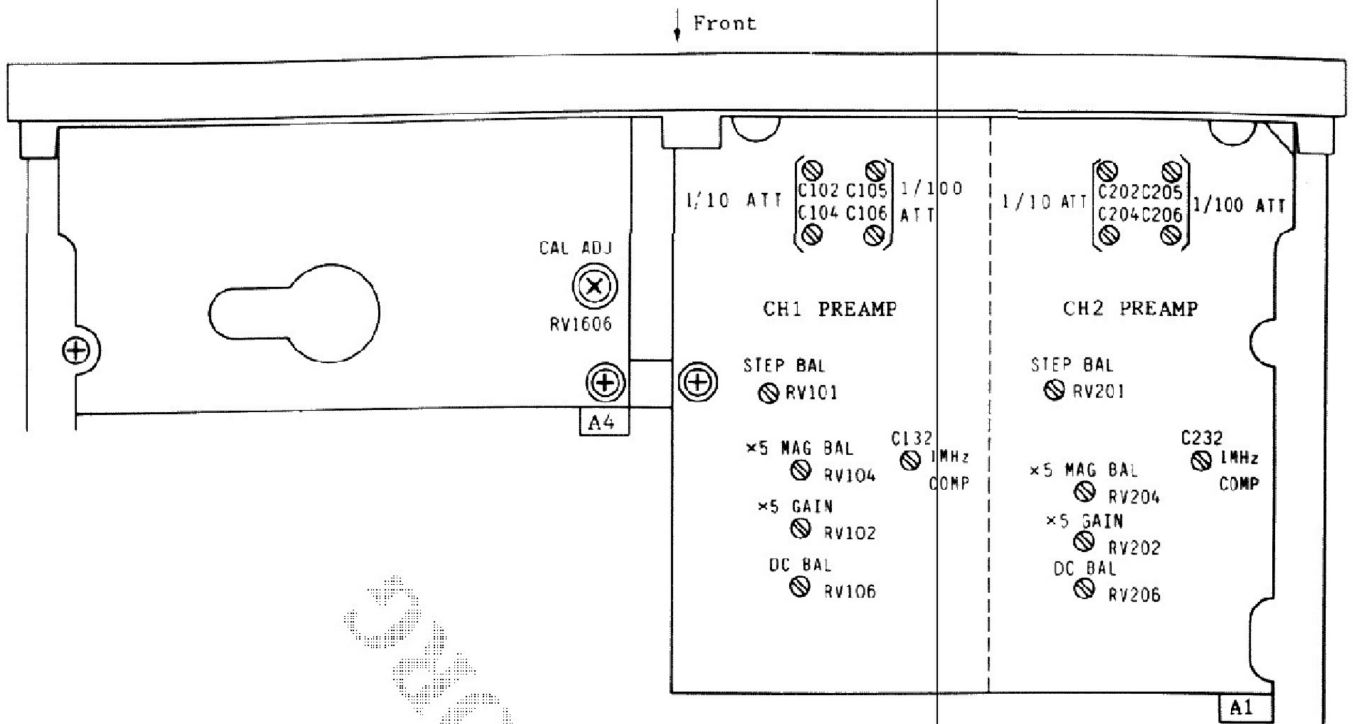 Front
1/10 ATT
C102 C105
C104 C106
1/100
ATT
1/10 ATT
C202 C205
C204 C206
1/100 ATT
CAL ADJ
RV1606
CH1 PREAMP
CH2 PREAMP
STEP BAL
RV101
STEP BAL
RV201
A4
×5 MAG BAL
RV104
C132
1MHz
COMP
×5 GAIN
RV102
DC BAL
RV106
C232
1MHz
COMP
×5 MAG BAL
RV204
×5 GAIN
RV202
DC BAL
RV206
A1